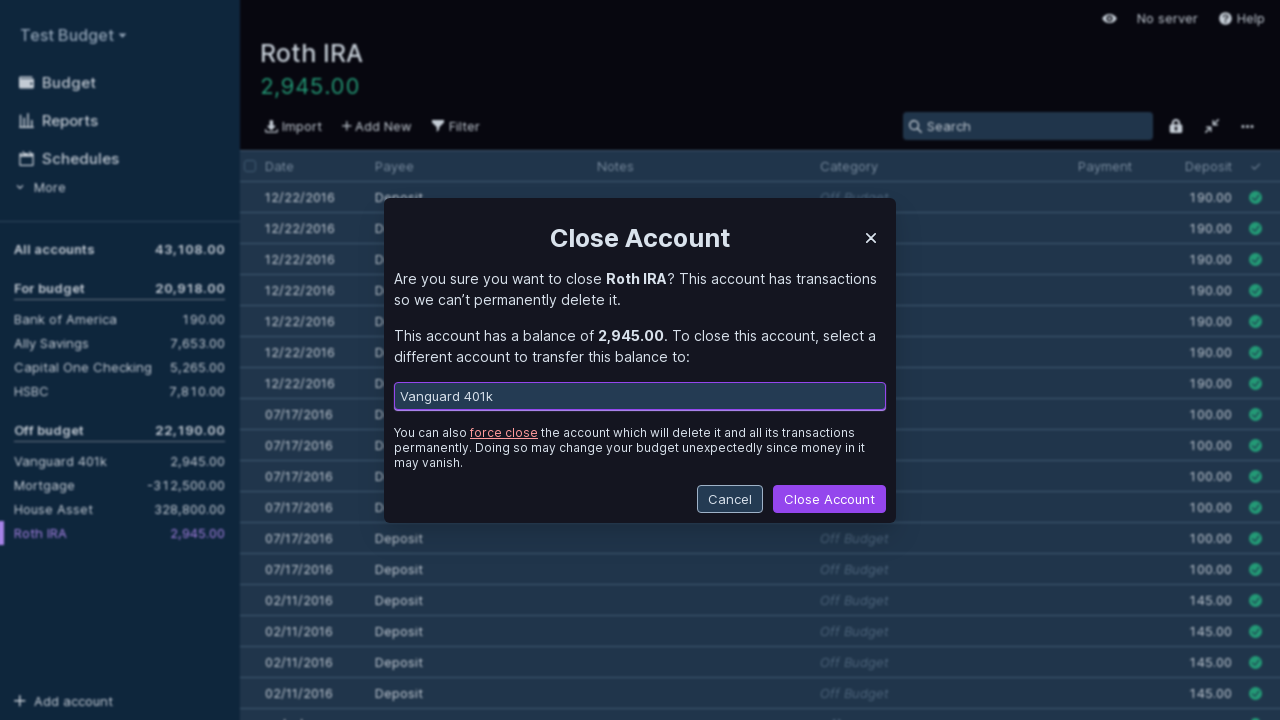 Test Budget
Budget
Reports
Schedules
More
All accounts 43,108.00
For budget 20,918.00
Bank of America 190.00
Ally Savings 7,653.00
Capital One Checking 5,265.00
HSBC 7,810.00
Off budget 22,190.00
Vanguard 401k 2,945.00
Mortgage -312,500.00
House Asset 328,800.00
Roth IRA 2,945.00
Add account
No server Help
Roth IRA
2,945.00
Import Add New Filter Search
Date Payee Notes Category Payment Deposit
12/22/2016 Deposit Off Budget 190.00
12/22/2016 190.00
12/22/2016 190.00
12/22/2016 190.00
12/22/2016 190.00
12/22/2016 190.00
12/22/2016 190.00
07/17/2016 100.00
07/17/2016 100.00
07/17/2016 100.00
07/17/2016 100.00
07/17/2016 Deposit Off Budget 100.00
07/17/2016 Deposit Off Budget 100.00
02/11/2016 Deposit Off Budget 145.00
02/11/2016 Deposit Off Budget 145.00
02/11/2016 Deposit Off Budget 145.00
02/11/2016 Deposit Off Budget 145.00
Close Account
Are you sure you want to close Roth IRA? This account has transactions
so we can’t permanently delete it.
This account has a balance of 2,945.00. To close this account, select a
different account to transfer this balance to:
Vanguard 401k
You can also force close the account which will delete it and all its transactions
permanently. Doing so may change your budget unexpectedly since money in it
may vanish.
Cancel Close Account